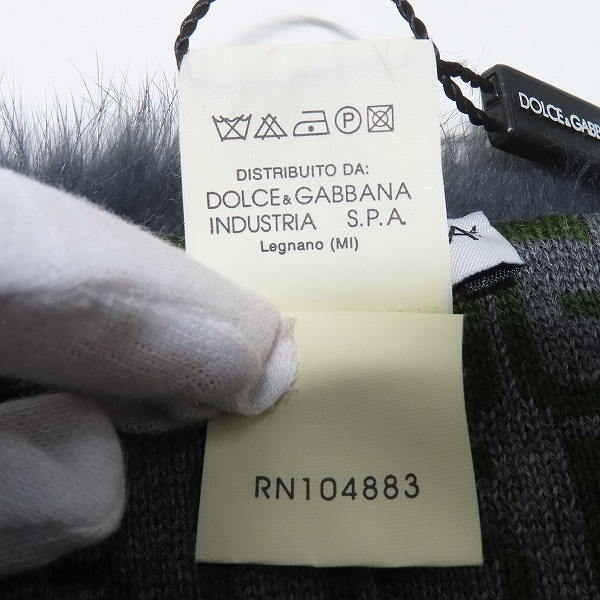 DISTRIBUITO DA:
DOLCE&GABBANA
INDUSTRIA S.P.A.
Legnano (MI)
RN104883
DOLCE&GABB
A